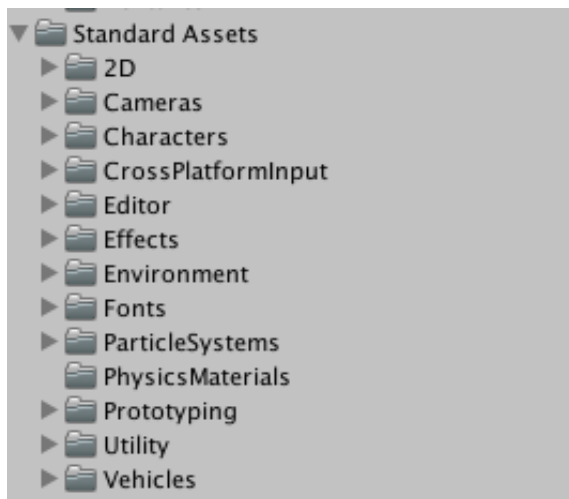 Standard Assets
2D
Cameras
Characters
CrossPlatformInput
Editor
Effects
Environment
Fonts
ParticleSystems
PhysicsMaterials
Prototyping
Utility
Vehicles